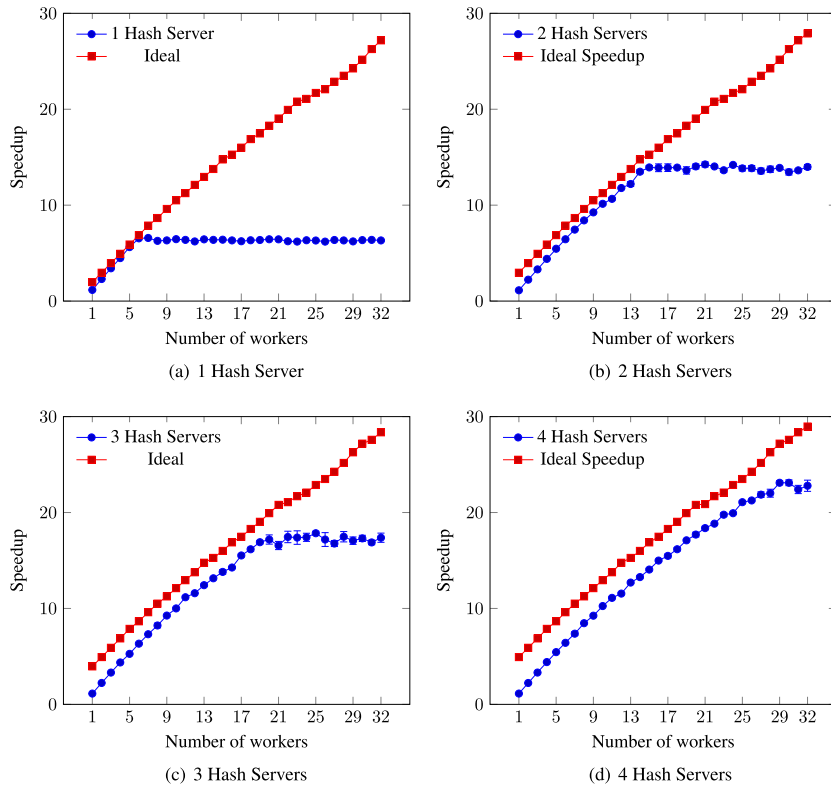 30
20
10
0
Speedup
1 Hash Server
Ideal
1 5 9 13 17 21 25 29 32
Number of workers
(a) 1 Hash Server
30
20
10
0
Speedup
2 Hash Servers
Ideal Speedup
1 5 9 13 17 21 25 29 32
Number of workers
(b) 2 Hash Servers
30
20
10
0
Speedup
3 Hash Servers
Ideal
1 5 9 13 17 21 25 29 32
Number of workers
(c) 3 Hash Servers
30
20
10
0
Speedup
4 Hash Servers
Ideal Speedup
1 5 9 13 17 21 25 29 32
Number of workers
(d) 4 Hash Servers